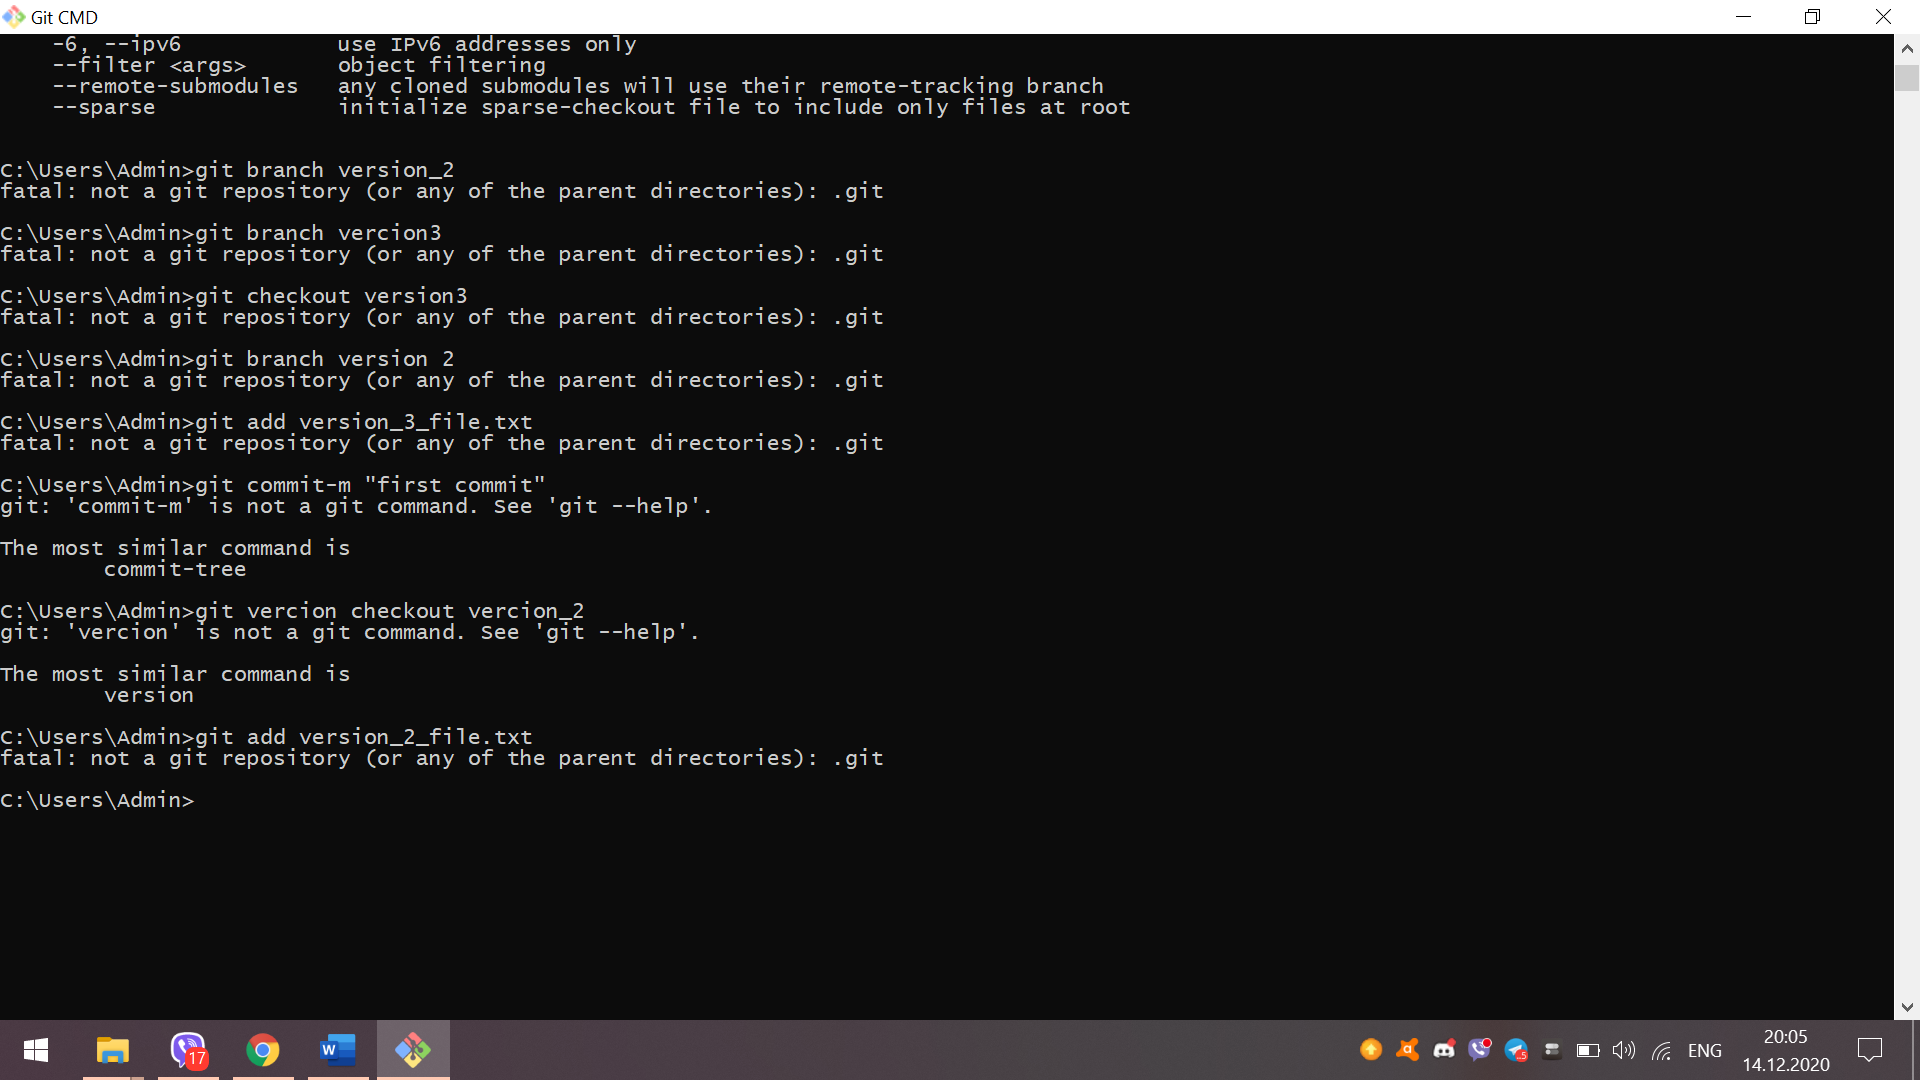 Git CMD
-6, --ipv6 use IPv6 addresses only
--filter <args> object filtering
--remote-submodules any cloned submodules will use their remote-tracking branch
--sparse initialize sparse-checkout file to include only files at root
C:\Users\Admin>git branch version_2
fatal: not a git repository (or any of the parent directories): .git
C:\Users\Admin>git branch vercion3
fatal: not a git repository (or any of the parent directories): .git
C:\Users\Admin>git checkout version3
fatal: not a git repository (or any of the parent directories): .git
C:\Users\Admin>git branch version 2
fatal: not a git repository (or any of the parent directories): .git
C:\Users\Admin>git add version_3_file.txt
fatal: not a git repository (or any of the parent directories): .git
C:\Users\Admin>git commit-m "first commit"
git: 'commit-m' is not a git command. See 'git --help'.
The most similar command is
commit-tree
C:\Users\Admin>git vercion checkout vercion_2
git: 'vercion' is not a git command. See 'git --help'.
The most similar command is
version
C:\Users\Admin>git add version_2_file.txt
fatal: not a git repository (or any of the parent directories): .git
C:\Users\Admin>
17
W
5
ENG
20:05
14.12.2020